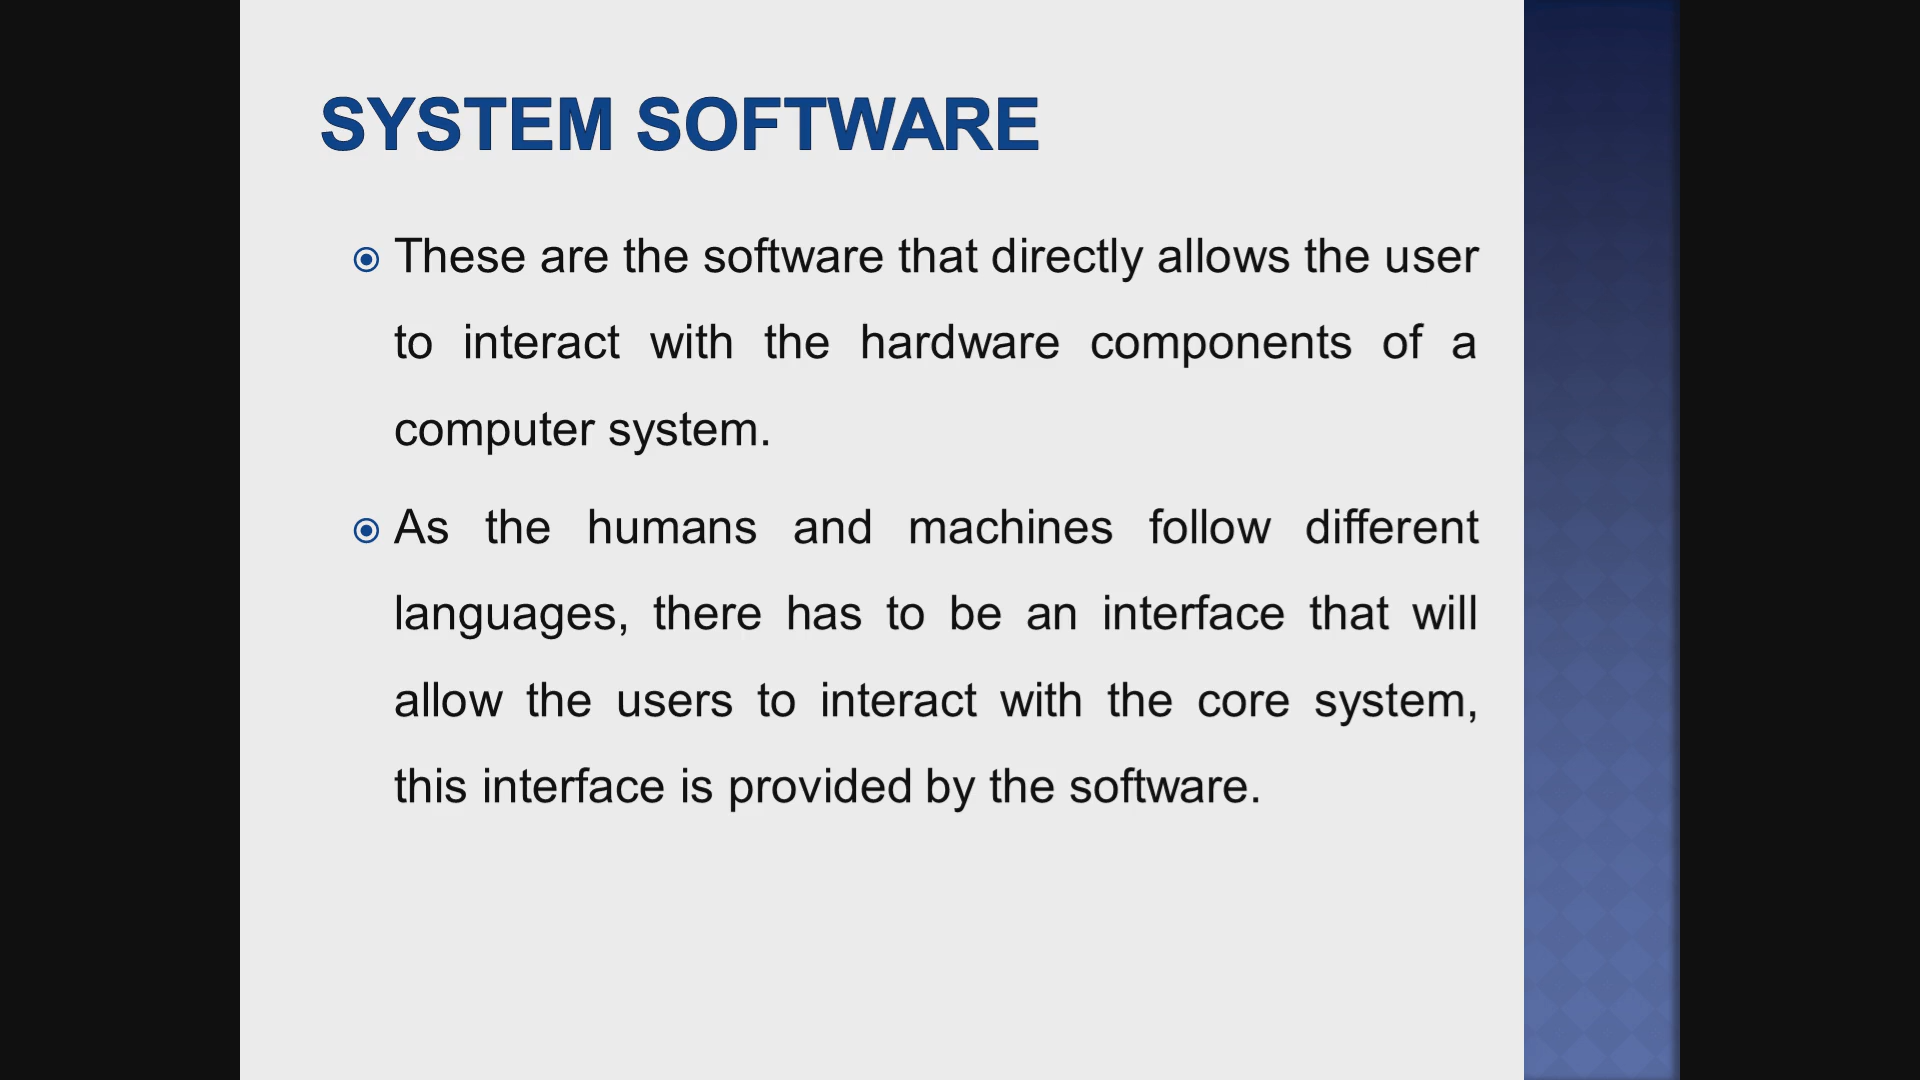 SYSTEM SOFTWARE
These are the software that directly allows the user
to interact with the hardware components of a
computer system.
As the humans and machines follow different
languages, there has to be an interface that will
allow the users to interact with the core system,
this interface is provided by the software.